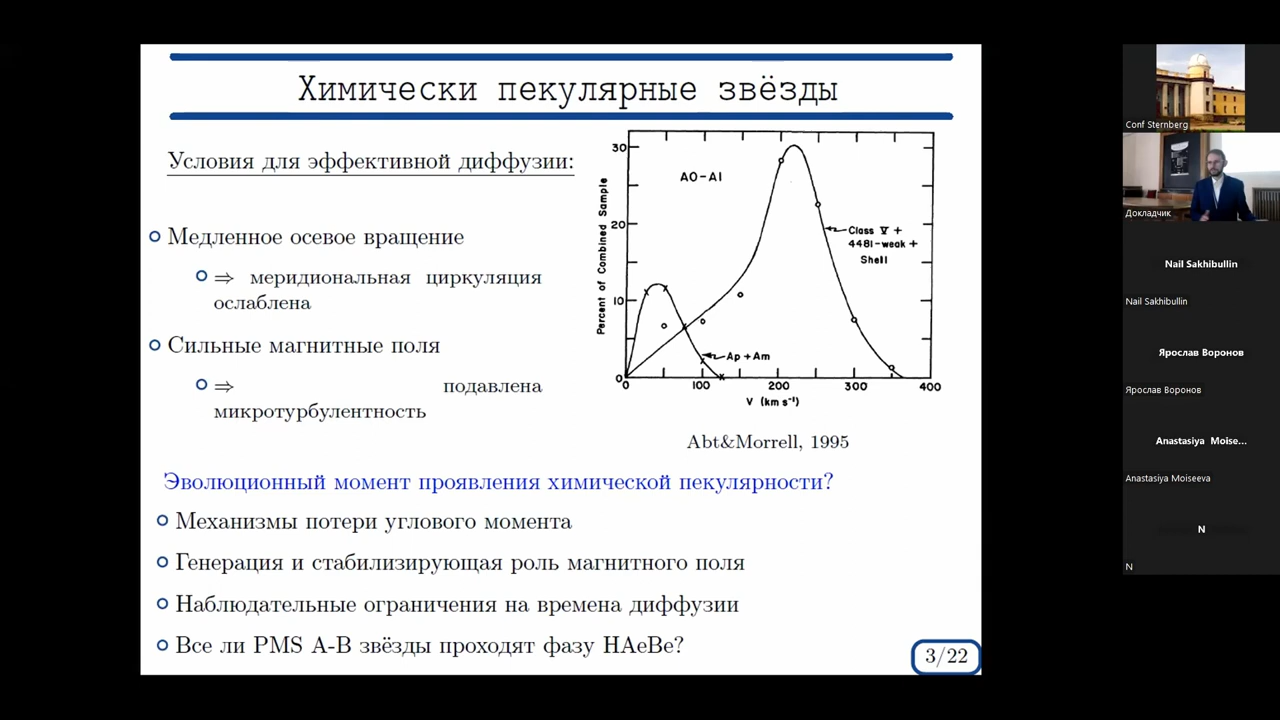 Химически пекулярные звёзды
Условия для эффективной диффузии:
Медленное осевое вращение
⇒ меридиональная циркуляция
ослаблена
Сильные магнитные поля
⇒ подавлена
микротурбулентность
Percent of Combined Sample
30
20
10
0
A0-A1
Class V +
4481-weak +
Shell
Ap + Am
0 100 200 300 400
V (km s⁻¹)
Abt&Morrell, 1995
Эволюционный момент проявления химической пекулярности?
Механизмы потери углового момента
Генерация и стабилизирующая роль магнитного поля
Наблюдательные ограничения на времена диффузии
Все ли PMS A-B звёзды проходят фазу HAeBe?
3/22
Conf Sternberg
Докладчик
Nail Sakhibullin
Nail Sakhibullin
Ярослав Воронов
Ярослав Воронов
Anastasiya Moise...
Anastasiya Moiseeva
N
N